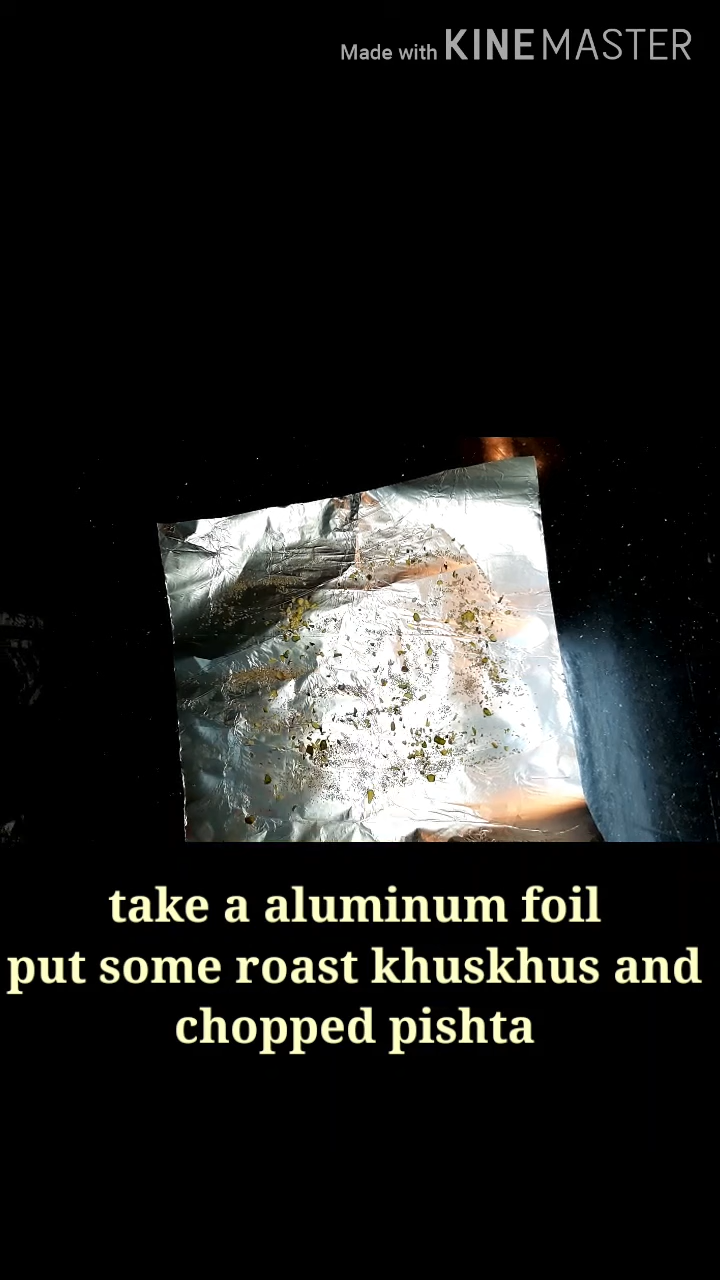 Made with KINEMASTER
take a aluminum foil
put some roast khuskhus and
chopped pishta